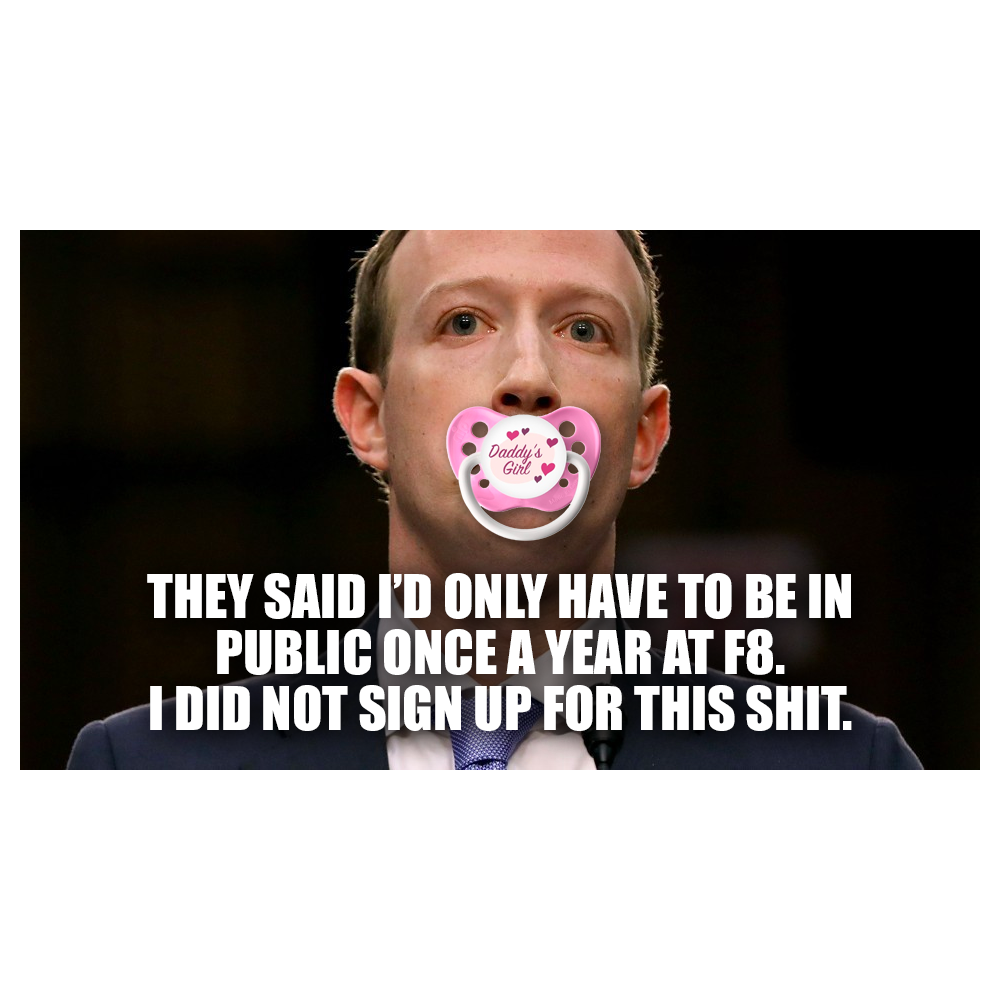 Daddy's
Girl
THEY SAID I'D ONLY HAVE TO BE IN
PUBLIC ONCE A YEAR AT F8.
I DID NOT SIGN UP FOR THIS SHIT.